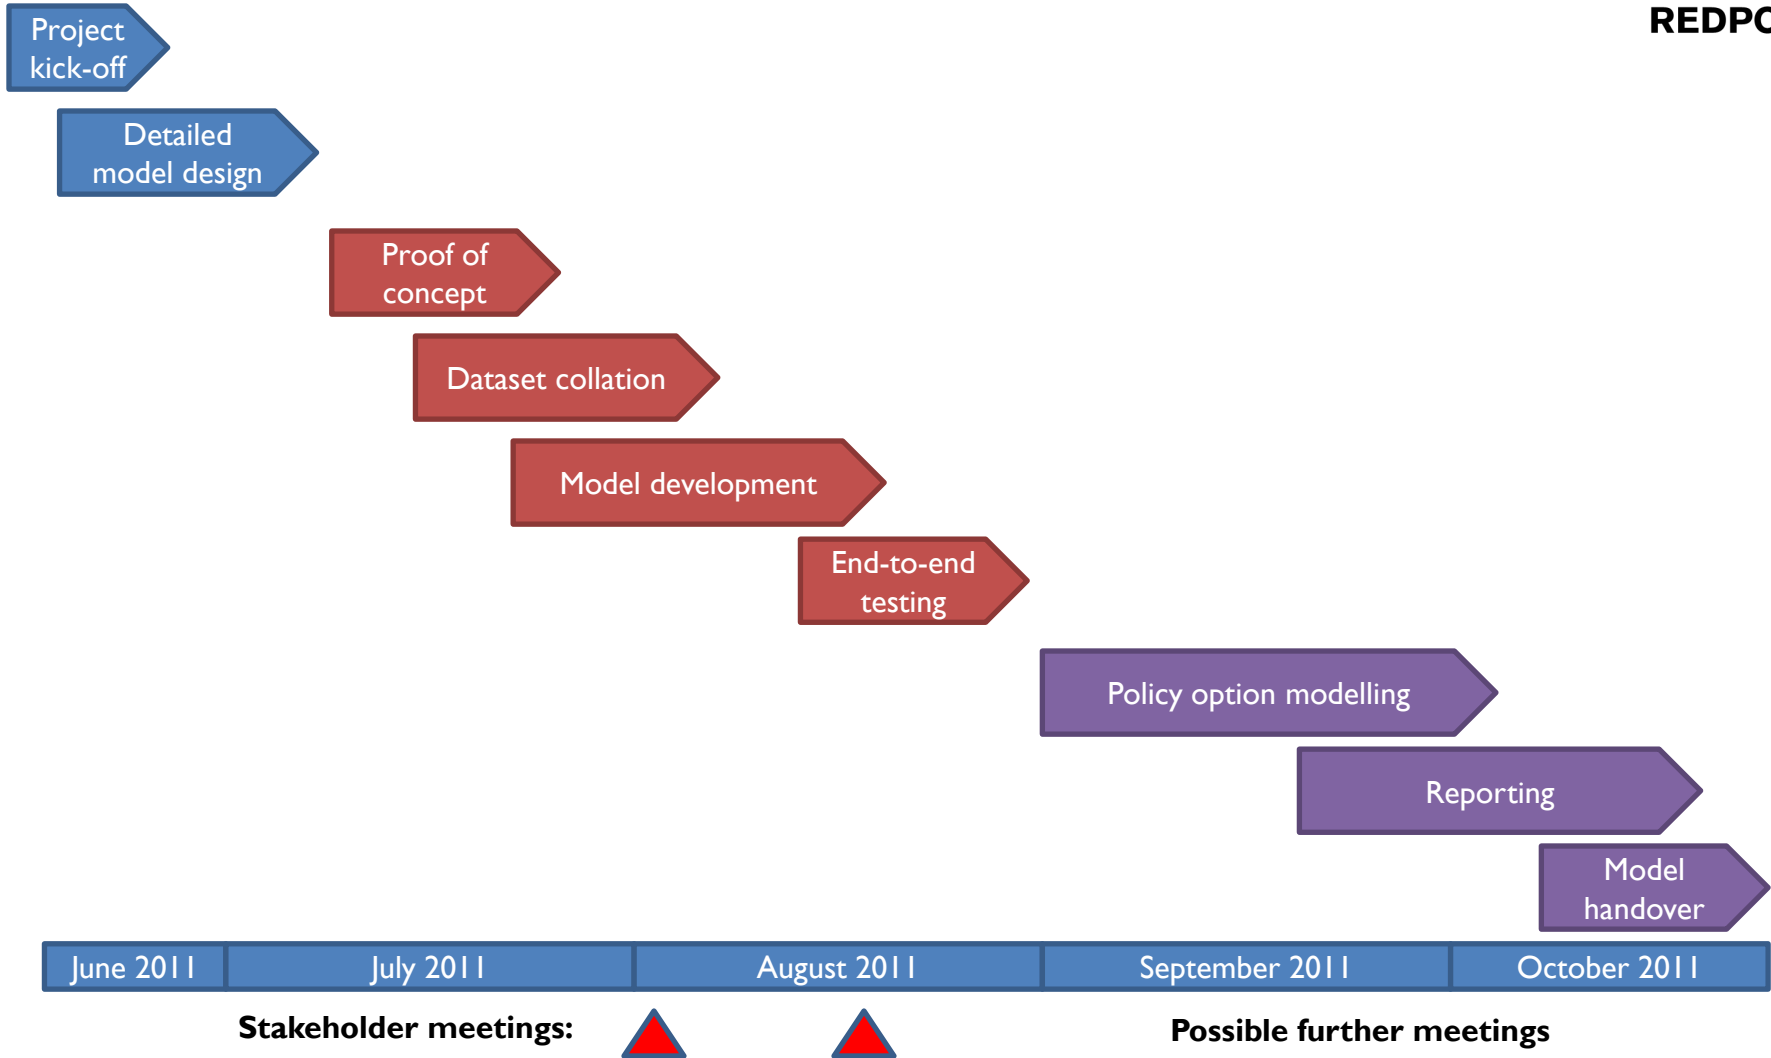 REDPO
Project
kick-off
Detailed
model design
Proof of
concept
Dataset collation
Model development
End-to-end
testing
Policy option modelling
Reporting
Model
handover
June 2011
July 2011
August 2011
September 2011
October 2011
Stakeholder meetings:
Possible further meetings